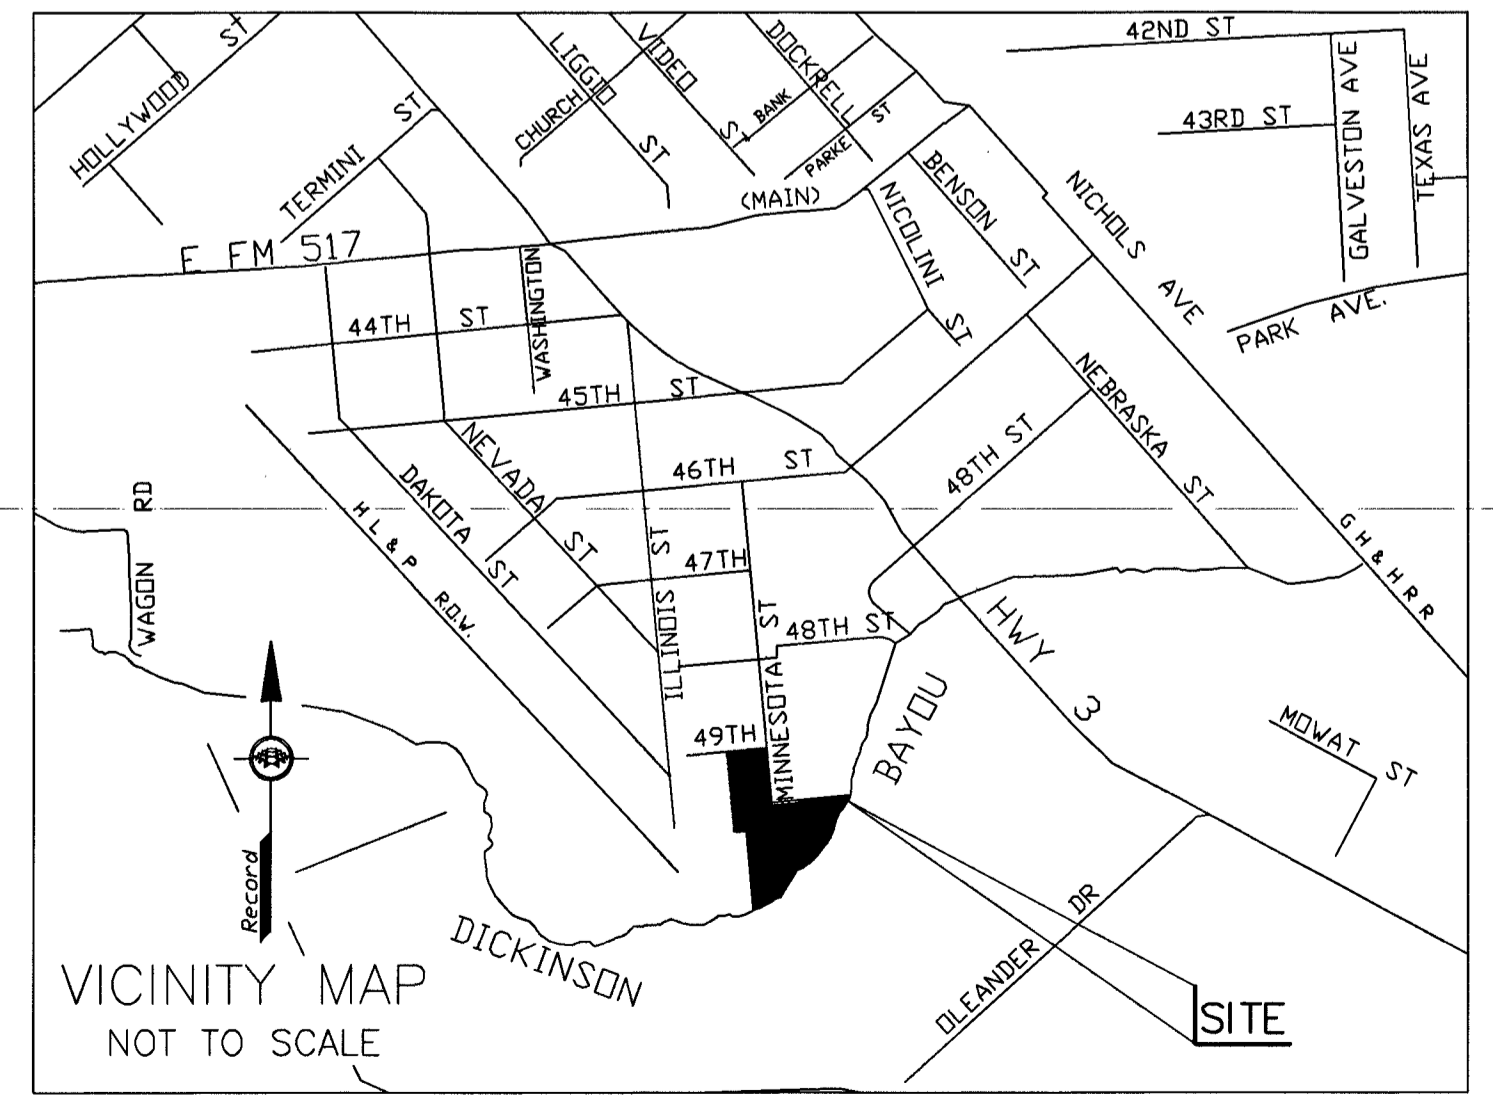 HOLLYWOOD ST
LIGGIO ST
VIDEO ST
DOCKRELL
42ND ST
CHURCH
BANK
PARKE ST
43RD ST
GALVESTON AVE
TEXAS AVE
TERMINI ST
(MAIN)
BENSON ST
NICOLINI ST
NICHOLS AVE
E FM 517
WASHINGTON
44TH ST
PARK AVE.
45TH ST
NEBRASKA ST
NEVADA ST
46TH ST
48TH ST
DAKOTA ST
WAGON RD
H L & P R.O.W.
G H & H R R
47TH
ILLINOIS ST
MINNESOTA ST
48TH ST
HWY 3
BAYOU
MOWAT ST
49TH
Record
DICKINSON
OLEANDER DR
VICINITY MAP
NOT TO SCALE
SITE